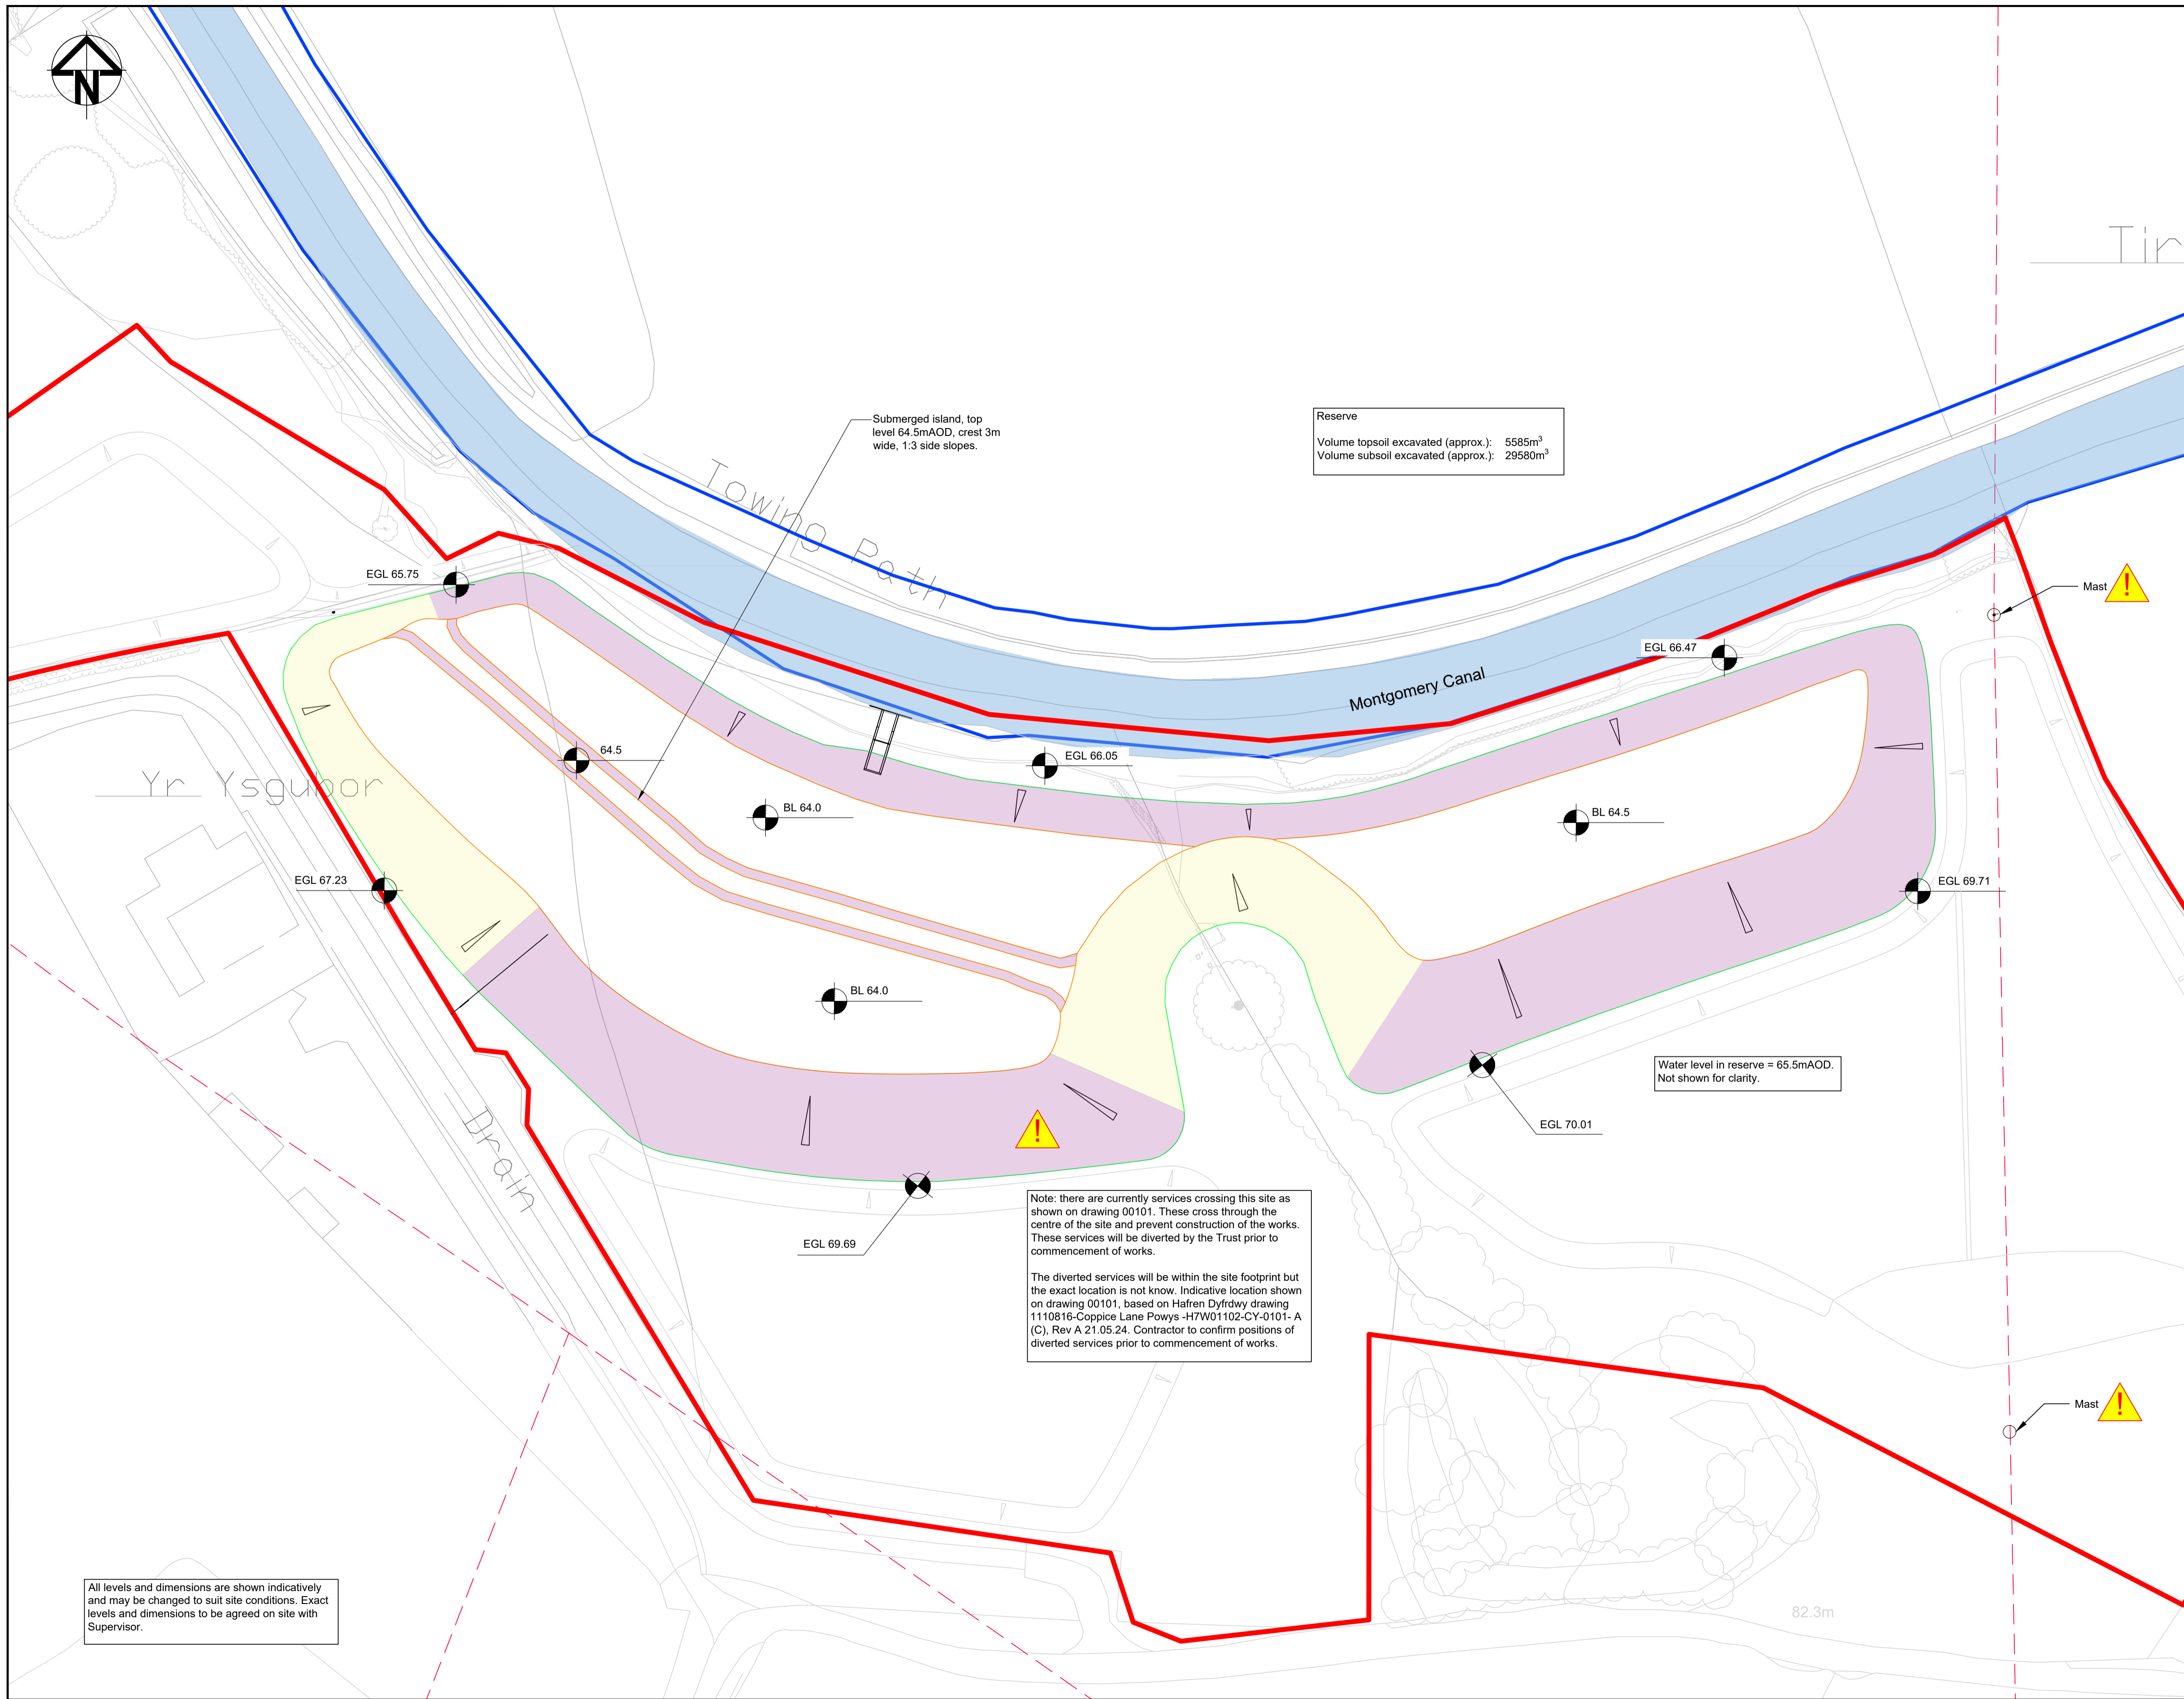 N
Tir
Submerged island, top
level 64.5mAOD, crest 3m
wide, 1:3 side slopes.
Reserve
Volume topsoil excavated (approx.): 5585m³
Volume subsoil excavated (approx.): 29580m³
Towing Path
EGL 65.75
Mast
!
EGL 66.47
Montgomery Canal
64.5
EGL 66.05
Yr Ysgubor
BL 64.0
BL 64.5
EGL 67.23
EGL 69.71
BL 64.0
Water level in reserve = 65.5mAOD.
Not shown for clarity.
Drain
!
EGL 70.01
Note: there are currently services crossing this site as
shown on drawing 00101. These cross through the
centre of the site and prevent construction of the works.
These services will be diverted by the Trust prior to
commencement of works.
The diverted services will be within the site footprint but
the exact location is not know. Indicative location shown
on drawing 00101, based on Hafren Dyfrdwy drawing
1110816-Coppice Lane Powys -H7W01102-CY-0101- A
(C), Rev A 21.05.24. Contractor to confirm positions of
diverted services prior to commencement of works.
EGL 69.69
Mast
!
All levels and dimensions are shown indicatively
and may be changed to suit site conditions. Exact
levels and dimensions to be agreed on site with
Supervisor.
82.3m